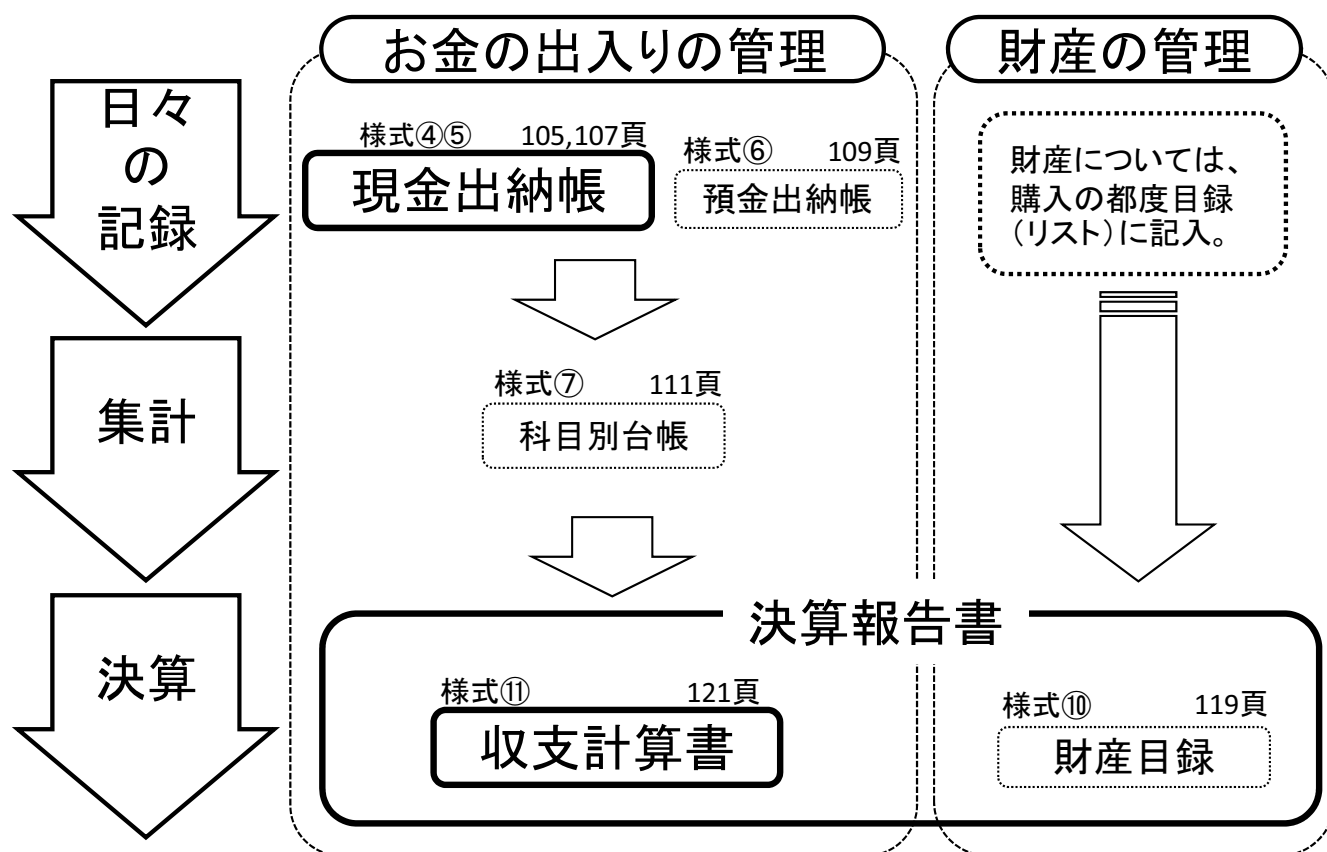 お金の出入りの管理
財産の管理
日々
の
記録
様式④⑤ 105,107頁
現金出納帳
様式⑥ 109頁
預金出納帳
財産については、
購入の都度目録
（リスト）に記入。
集計
様式⑦ 111頁
科目別台帳
決算
決算報告書
様式⑪ 121頁
収支計算書
様式⑩ 119頁
財産目録